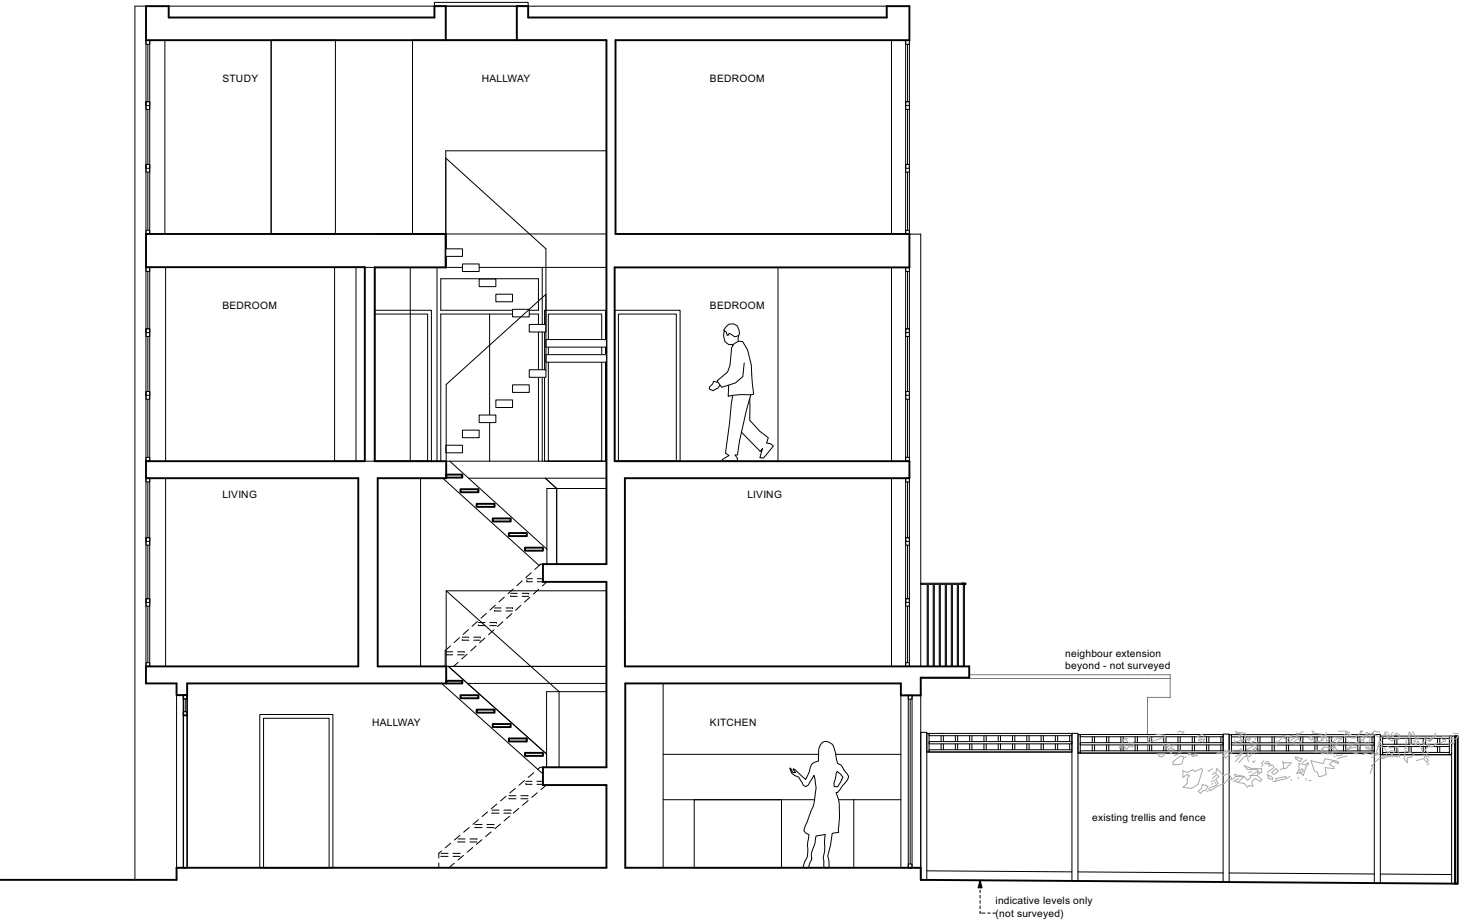 STUDY
HALLWAY
BEDROOM
BEDROOM
BEDROOM
LIVING
LIVING
neighbour extension
beyond - not surveyed
HALLWAY
KITCHEN
existing trellis and fence
indicative levels only
(not surveyed)